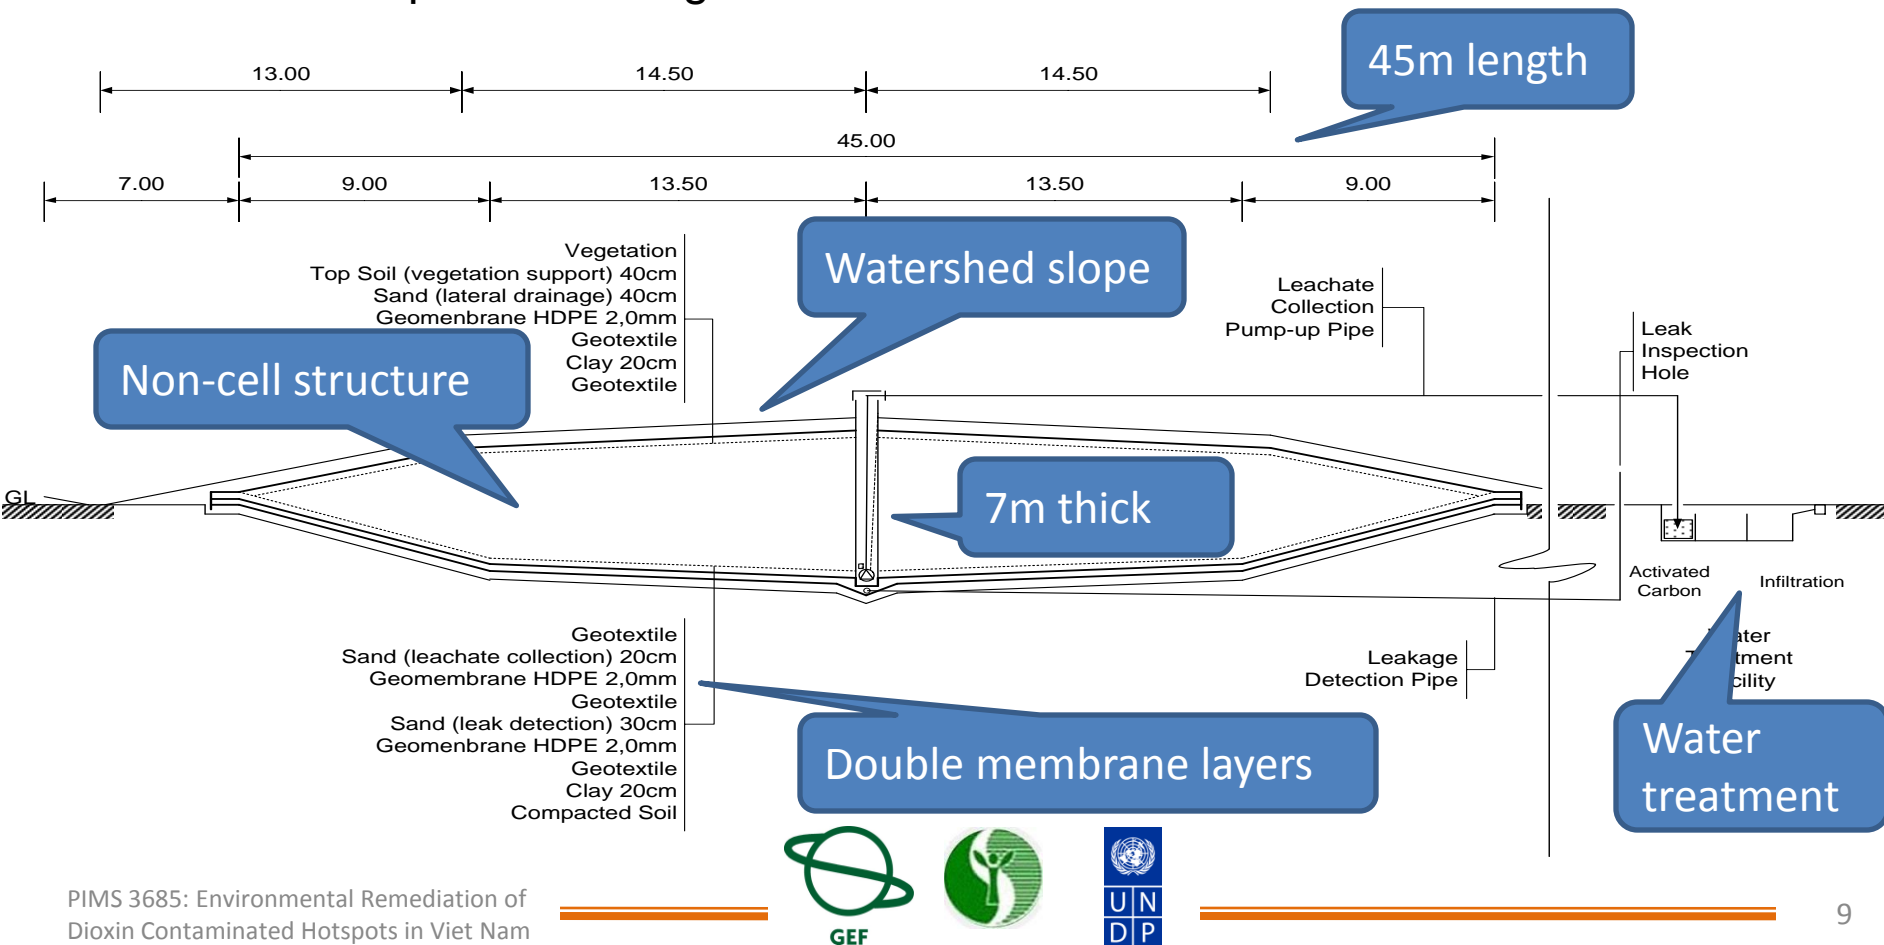 45m length
13.00
14.50
14.50
45.00
7.00
9.00
13.50
13.50
9.00
Vegetation
Top Soil (vegetation support) 40cm
Sand (lateral drainage) 40cm
Geomenbrane HDPE 2,0mm
Geotextile
Clay 20cm
Geotextile
Watershed slope
Leachate
Collection
Pump-up Pipe
Leak
Inspection
Hole
Non-cell structure
7m thick
GL
Activated
Carbon
Infiltration
Geotextile
Sand (leachate collection) 20cm
Geomembrane HDPE 2,0mm
Geotextile
Sand (leak detection) 30cm
Geomenbrane HDPE 2,0mm
Geotextile
Clay 20cm
Compacted Soil
Leakage
Detection Pipe
Double membrane layers
Water
treatment
PIMS 3685: Environmental Remediation of
Dioxin Contaminated Hotspots in Viet Nam
GEF
U N
D P
9